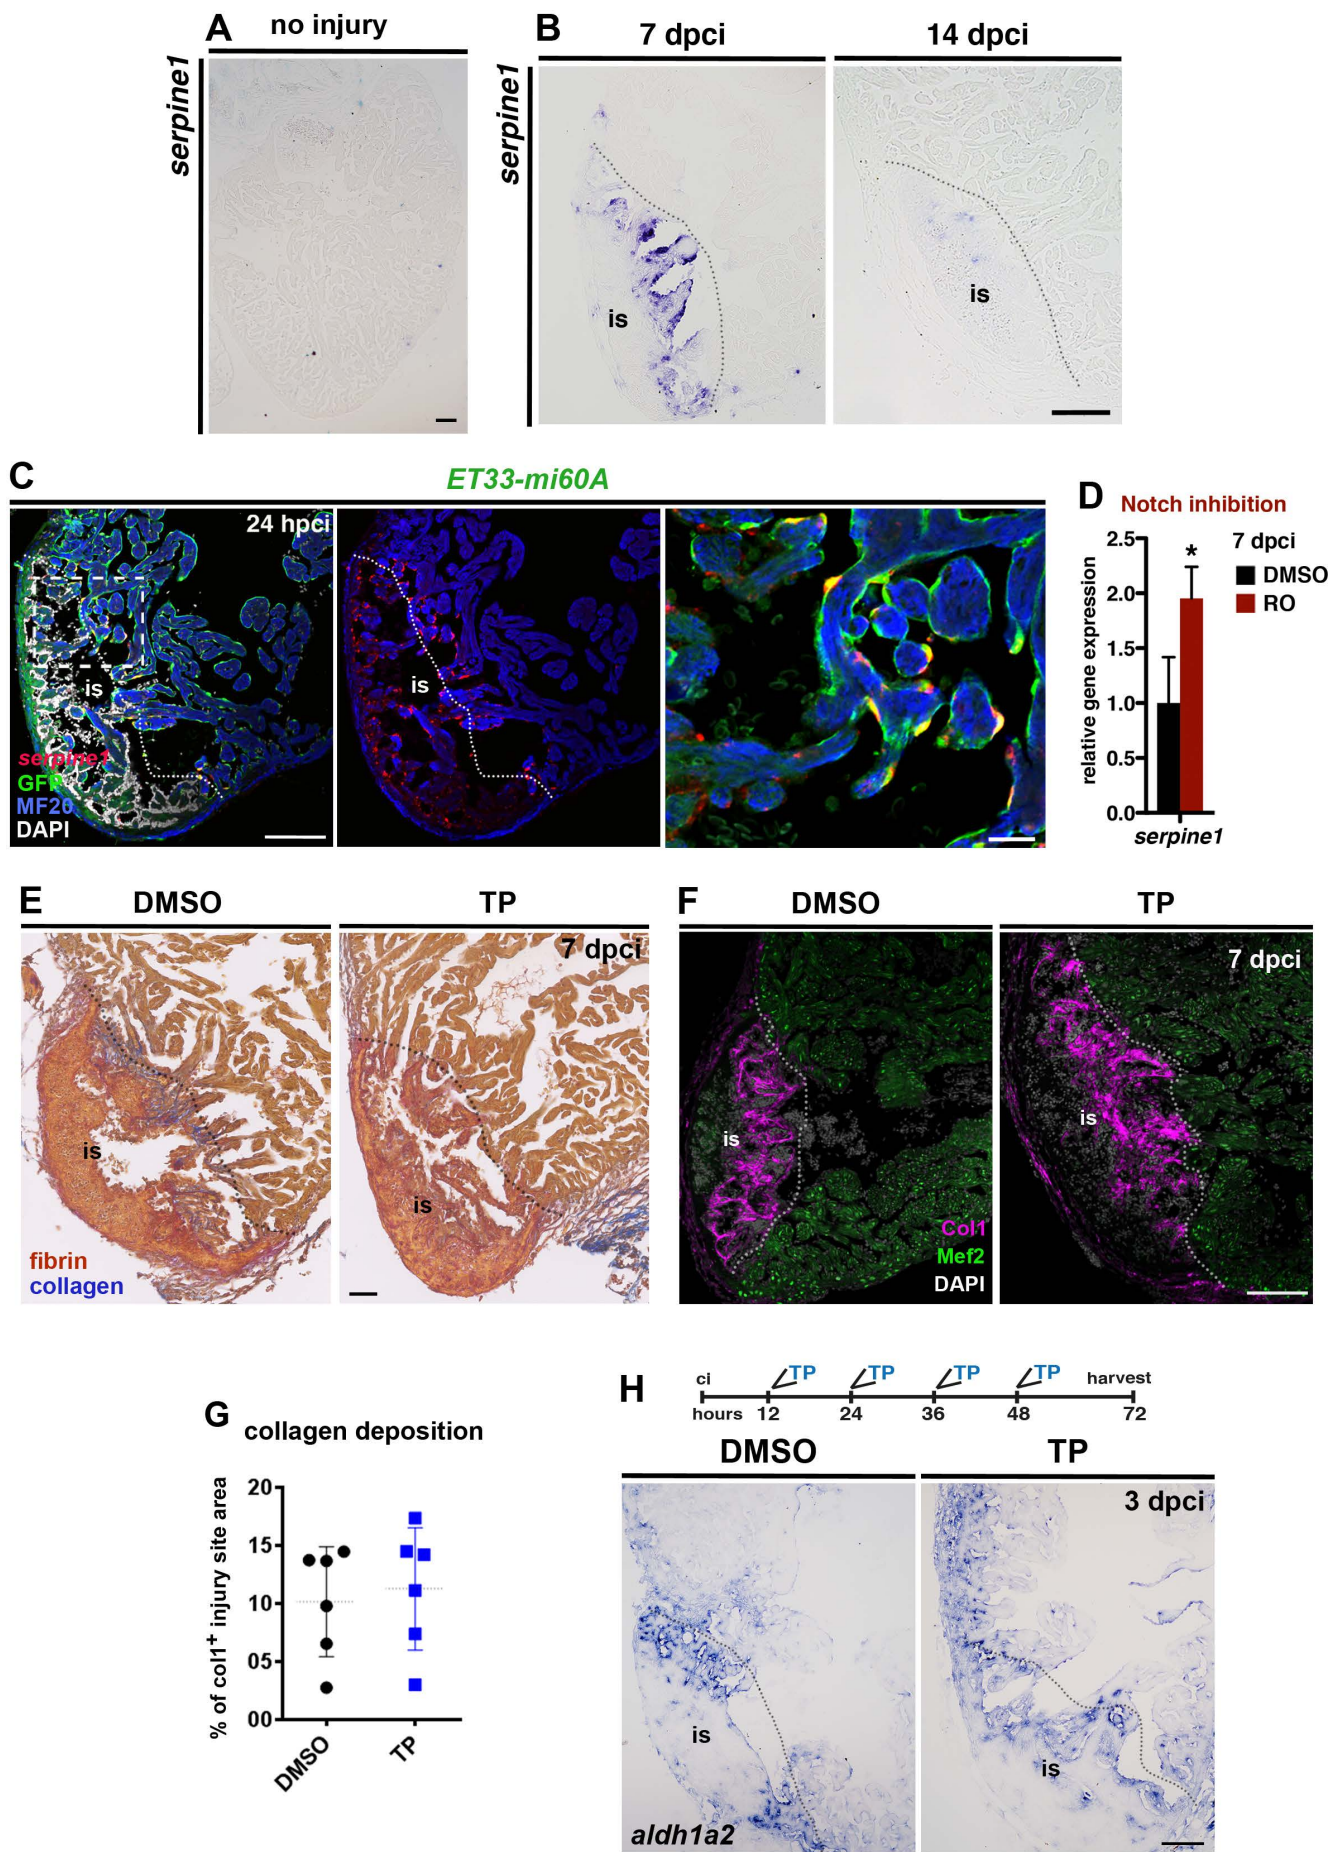 A
no injury
serpine1
B
7 dpci
14 dpci
serpine1
is
is
C
ET33-mi60A
24 hpci
is
serpine1
GFP
MF20
DAPI
is
D
Notch inhibition
7 dpci
DMSO
RO
*
relative gene expression
2.5
2.0
1.5
1.0
0.5
0.0
serpine1
E
DMSO
TP
7 dpci
is
is
fibrin
collagen
F
DMSO
TP
7 dpci
is
is
Col1
Mef2
DAPI
G
collagen deposition
% of col1+ injury site area
20
15
10
05
00
DMSO
TP
H
ci
TP
TP
TP
TP
harvest
hours
12
24
36
48
72
DMSO
TP
3 dpci
is
is
aldh1a2